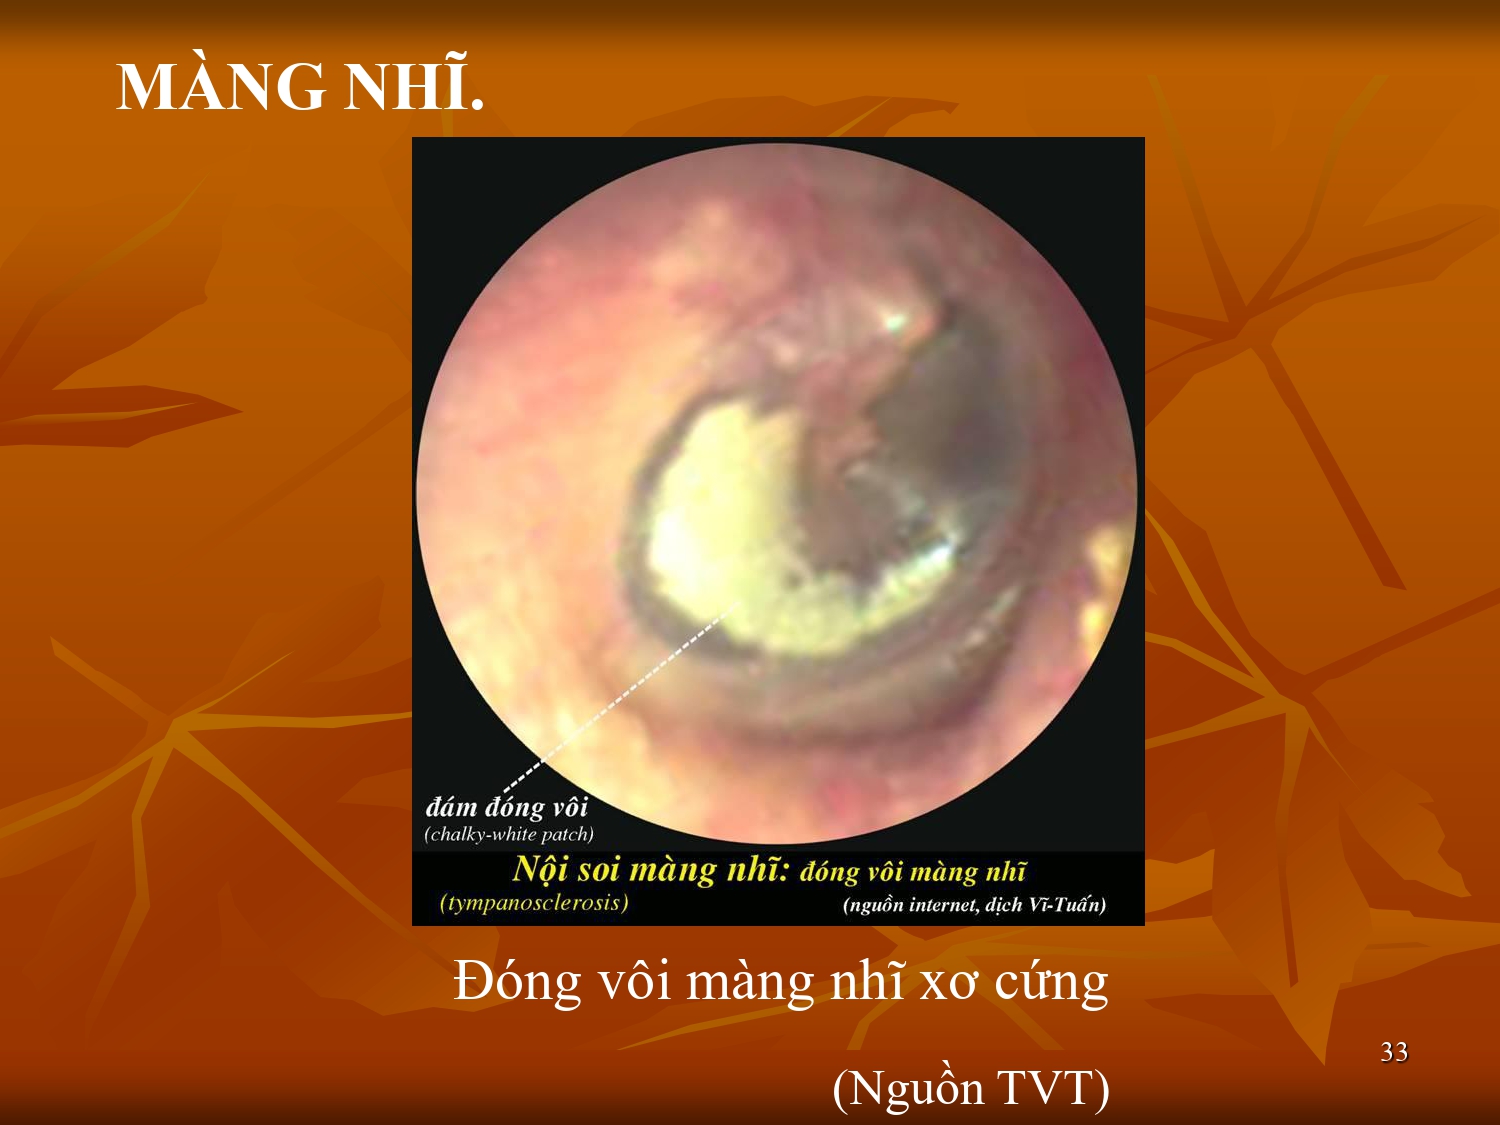 MÀNG NHĨ.
đám đóng vôi
(chalky-white patch)
Nội soi màng nhĩ: đóng vôi màng nhĩ
(tympanosclerosis) (nguồn internet, dịch Vĩ-Tuấn)
Đóng vôi màng nhĩ xơ cứng
(Nguồn TVT)
33